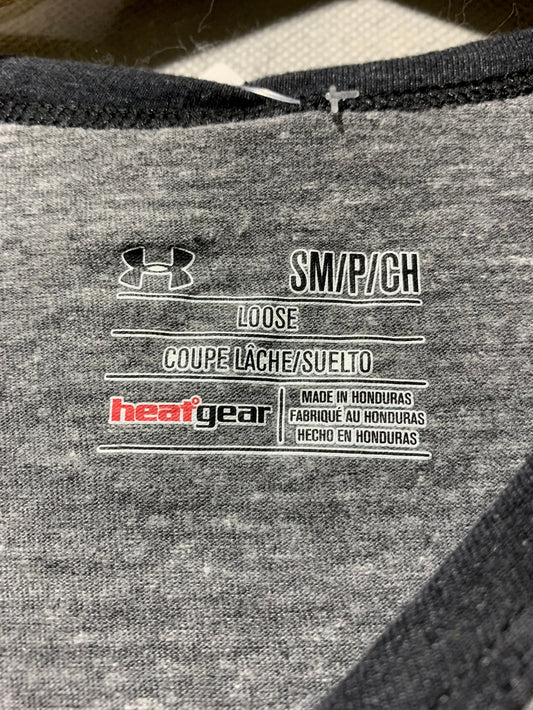 SM/P/CH
LOOSE
COUPE LÂCHE/SUELTO
heatgear
MADE IN HONDURAS
FABRIQUÉ AU HONDURAS
HECHO EN HONDURAS